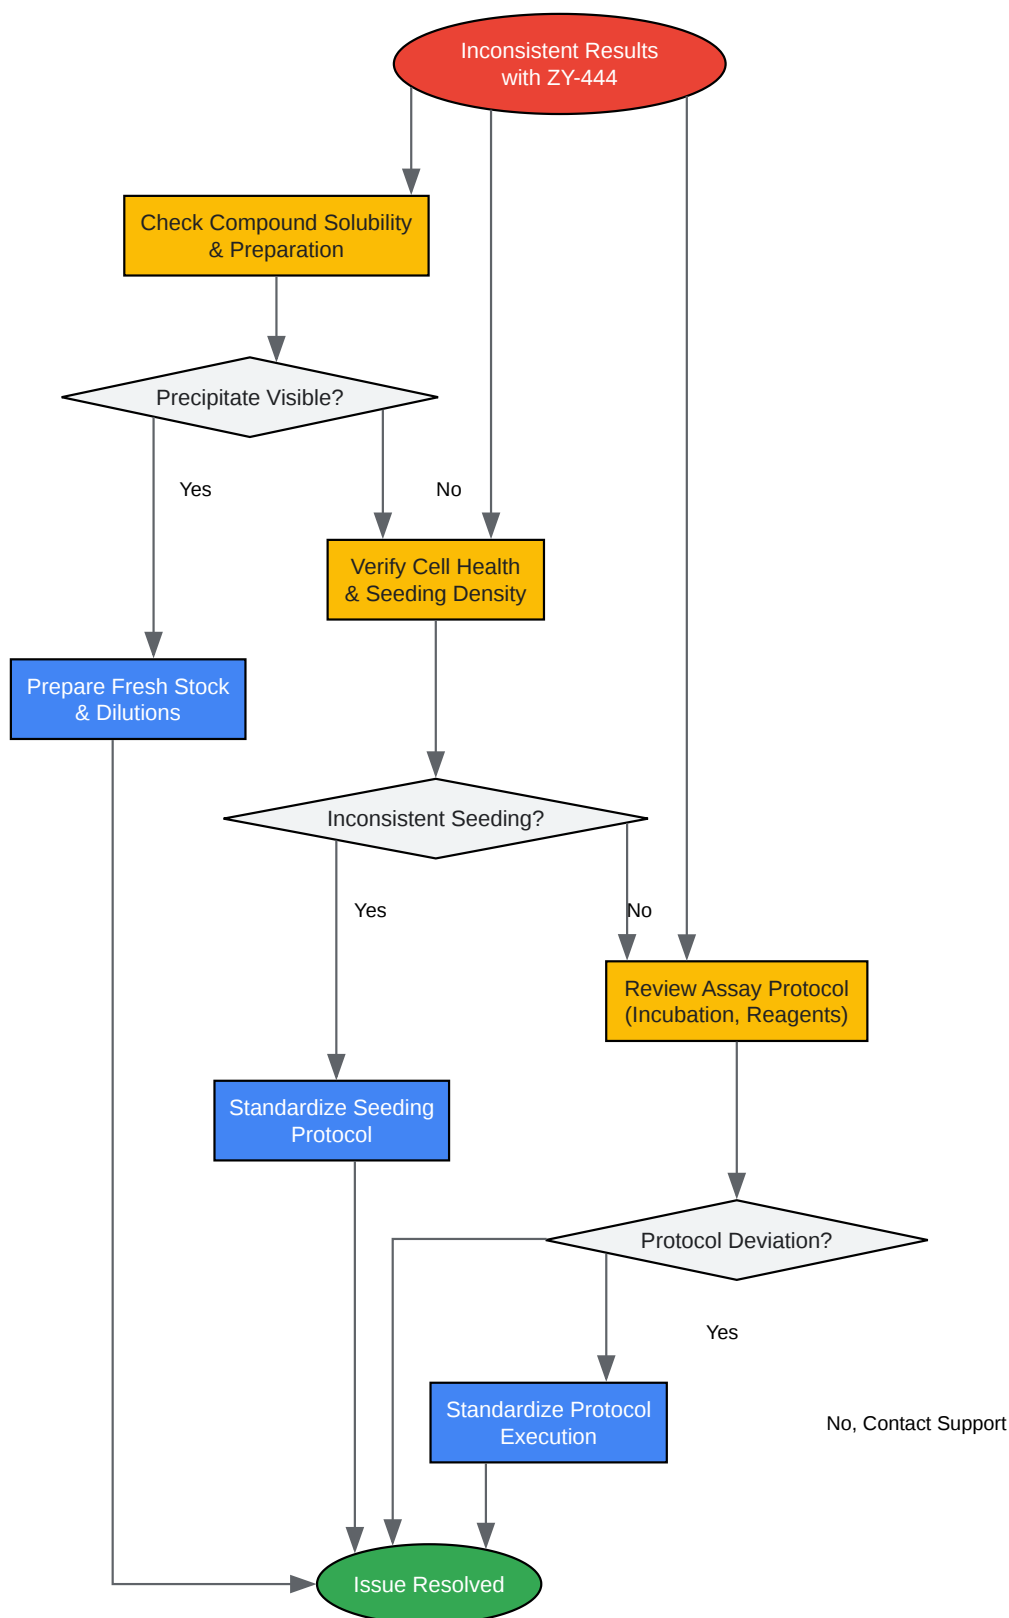 Inconsistent Results
with ZY-444
Check Compound Solubility
& Preparation
Precipitate Visible?
Yes
No
Verify Cell Health
& Seeding Density
Prepare Fresh Stock
& Dilutions
Inconsistent Seeding?
Yes
No
Review Assay Protocol
(Incubation, Reagents)
Standardize Seeding
Protocol
Protocol Deviation?
Yes
Standardize Protocol
Execution
No, Contact Support
Issue Resolved